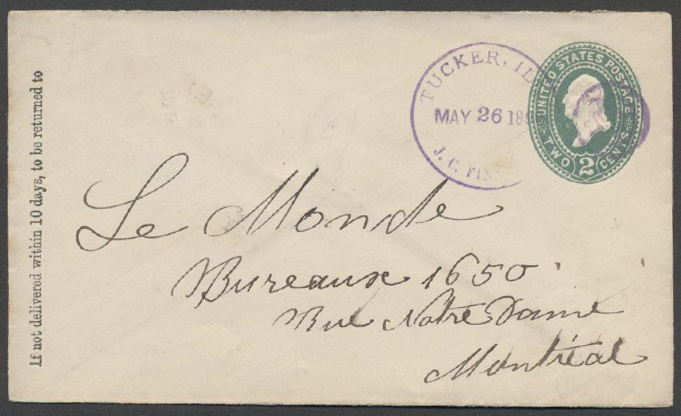 If not delivered within 10 days, to be returned to
TUCKER, IL
MAY 26 18
J. C.
UNITED STATES POSTAGE
TWO 2 CENTS
Le Monde
Bureaux 1650
Rue Notre Dame
Montréal